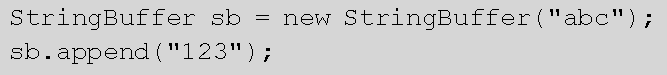 StringBuffer sb = new StringBuffer("abc");
sb.append("123");